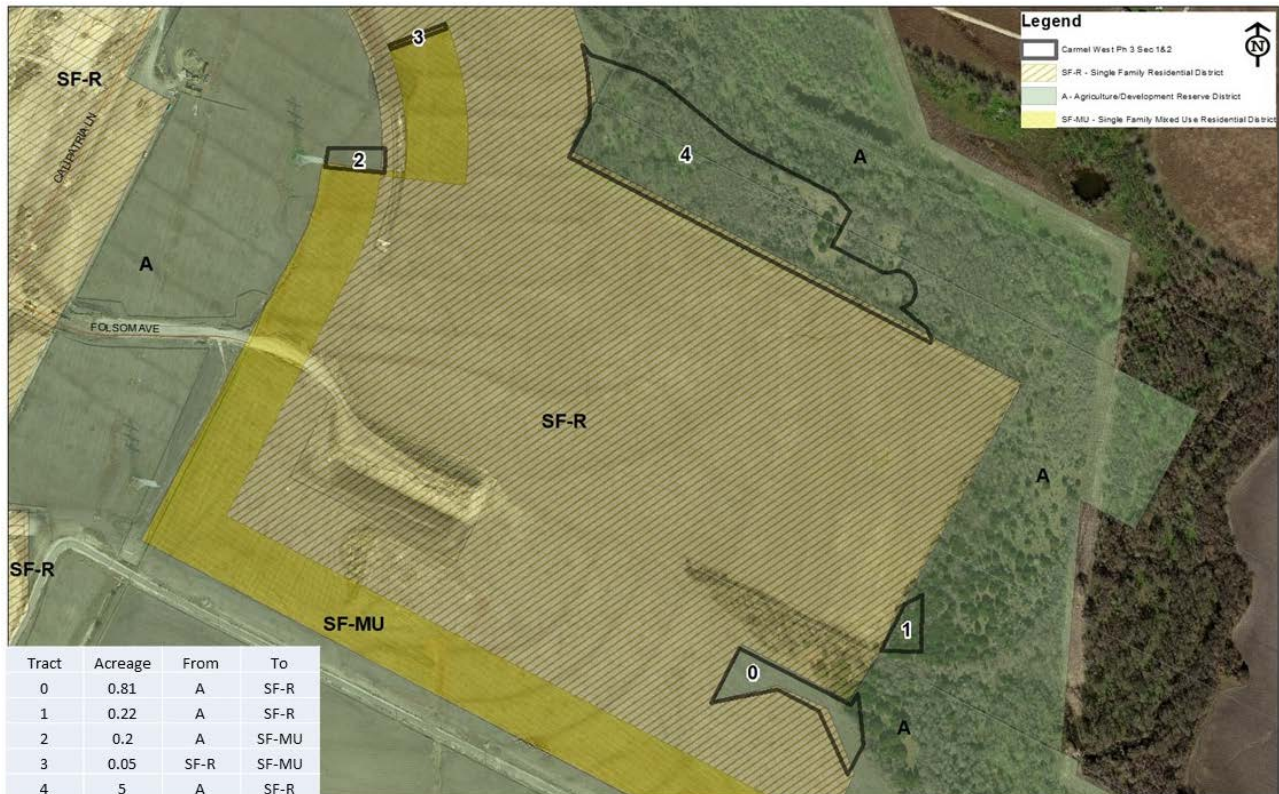 Legend
N
Carmel West Ph 3 Sec 1&2
SF-R - Single Family Residential District
A - Agriculture/Development Reserve District
SF-MU - Single Family Mixed Use Residential District
3
SF-R
CALIPATRIA LN
2
4
A
A
FOLSOM AVE
SF-R
A
SF-R
SF-MU
1
0
A
Tract Acreage From To
0 0.81 A SF-R
1 0.22 A SF-R
2 0.2 A SF-MU
3 0.05 SF-R SF-MU
4 5 A SF-R